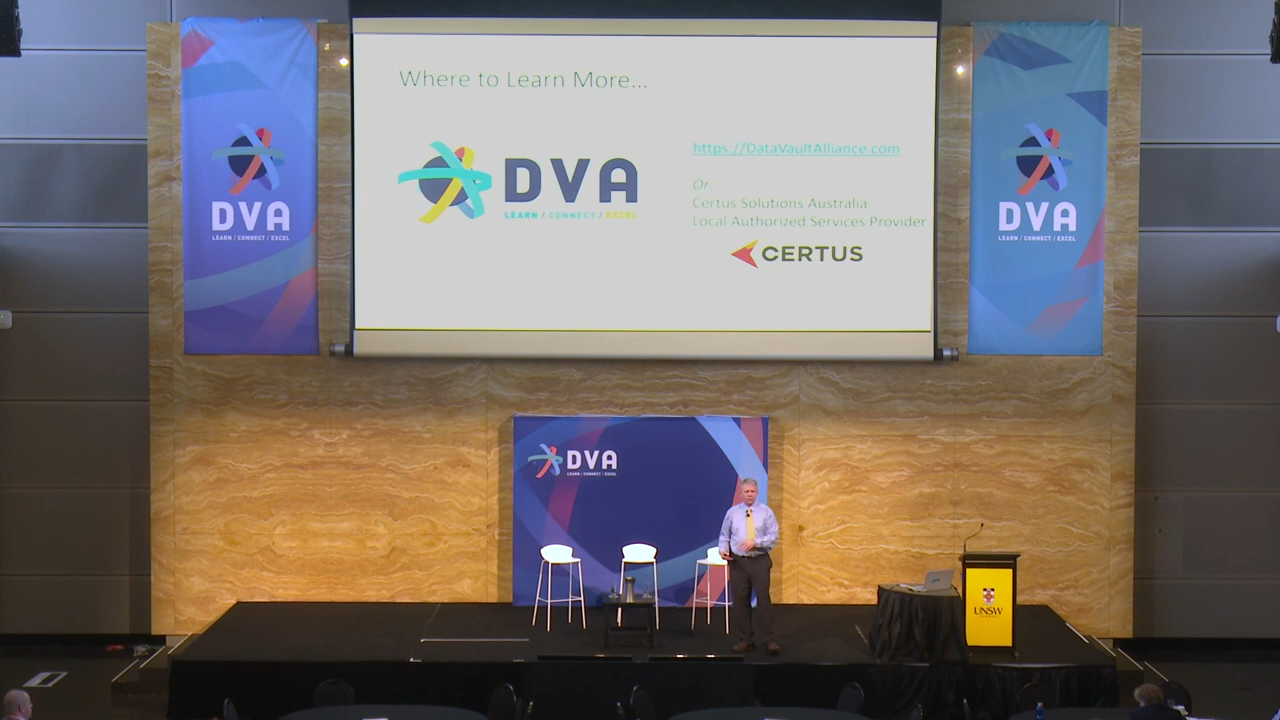 Where to Learn More...
DVA
LEARN / CONNECT / EXCEL
https://DataVaultAlliance.com
Or:
Certus Solutions Australia
Local Authorized Services Provider
CERTUS
DVA
LEARN / CONNECT / EXCEL
DVA
LEARN / CONNECT / EXCEL
DVA
LEARN / CONNECT / EXCEL
UNSW